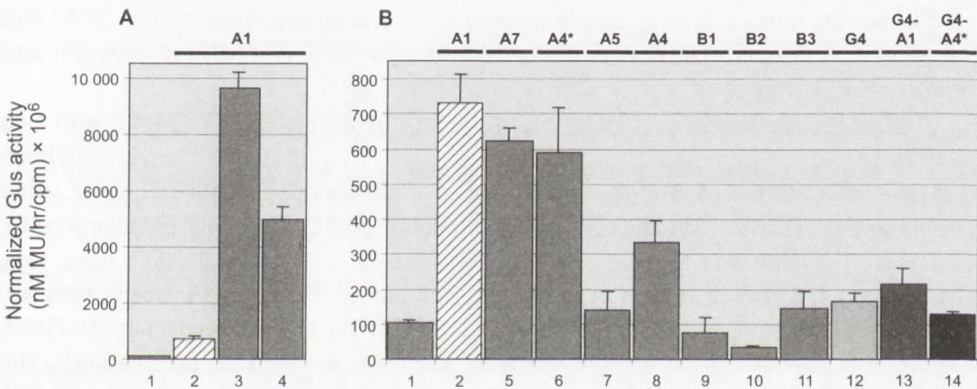 A
A1
Normalized Gus activity
(nM MU/hr/cpm) × 10⁶
10 000
8000
6000
4000
2000
1 2 3 4
B
G4- G4-
A1 A7 A4* A5 A4 B1 B2 B3 G4 A1 A4*
800
700
600
500
400
300
200
100
0
1 2 5 6 7 8 9 10 11 12 13 14